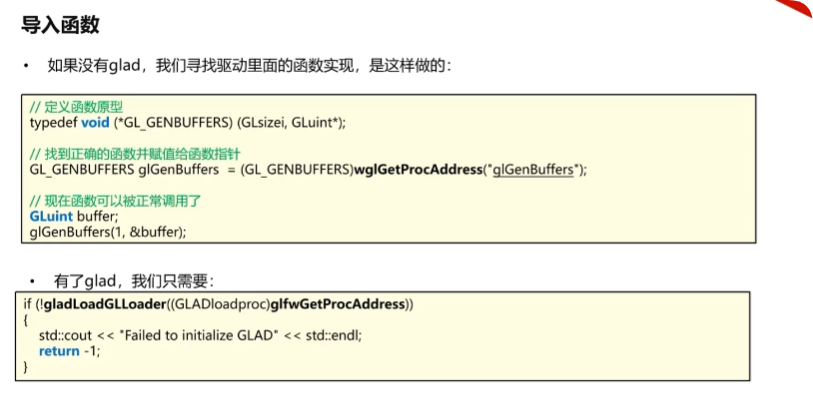 导入函数
• 如果没有glad，我们寻找驱动里面的函数实现，是这样做的：
// 定义函数原型
typedef void (*GL_GENBUFFERS) (GLsizei, GLuint*);
// 找到正确的函数并赋值给函数指针
GL_GENBUFFERS glGenBuffers = (GL_GENBUFFERS)wglGetProcAddress("glGenBuffers");
// 现在函数可以被正常调用了
GLuint buffer;
glGenBuffers(1, &buffer);
• 有了glad，我们只需要：
if (!gladLoadGLLoader((GLADloadproc)glfwGetProcAddress))
{
std::cout << "Failed to initialize GLAD" << std::endl;
return -1;
}